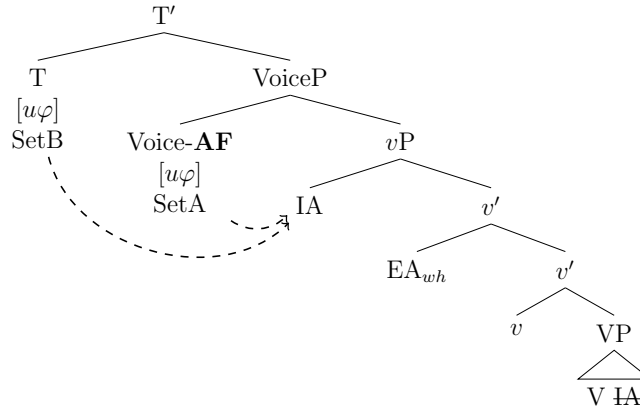 T′
T VoiceP
[uφ]
SetB Voice-AF vP
[uφ]
SetA IA v′
EA_wh v′
v VP
V IA